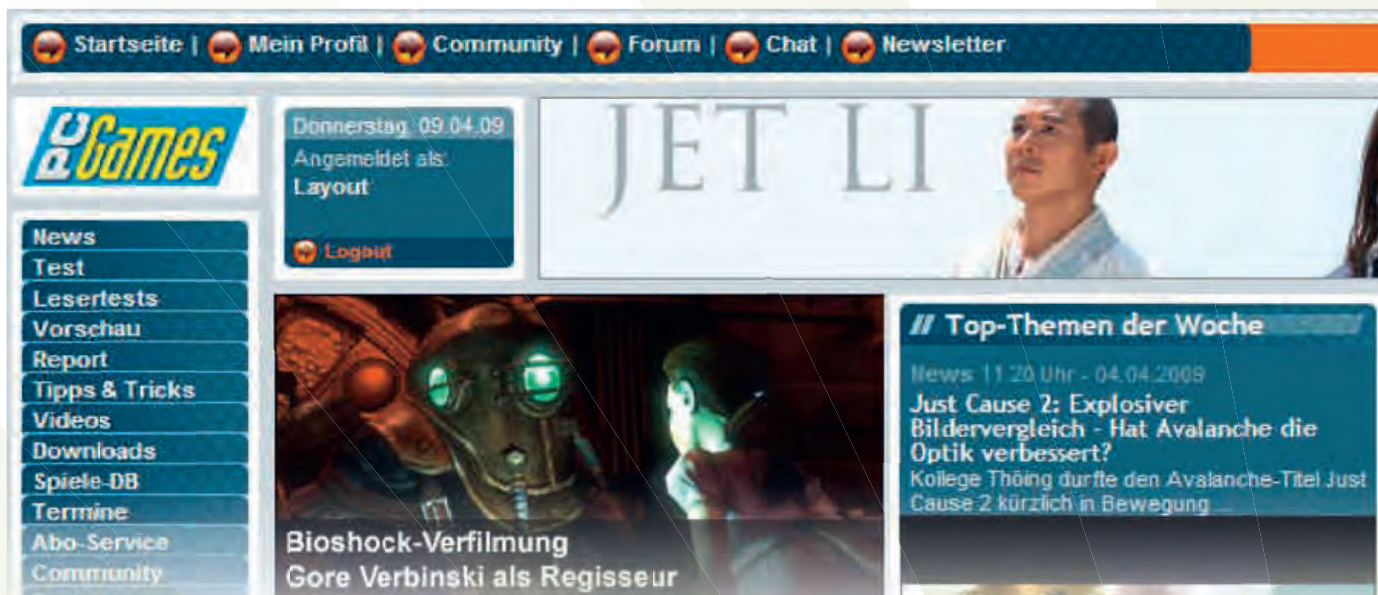 Startseite | Mein Profil | Community | Forum | Chat | Newsletter
PC Games
Donnerstag, 09.04.09
Angemeldet als:
Layout
Logout
JET LI
News
Test
Lesertests
Vorschau
Report
Tipps & Tricks
Videos
Downloads
Spiele-DB
Termine
Abo-Service
Community
Bioshock-Verfilmung
Gore Verbinski als Regisseur
// Top-Themen der Woche
News | 11:20 Uhr - 04.04.2009
Just Cause 2: Explosiver
Bildervergleich - Hat Avalanche die
Optik verbessert?
Kollege Thöing durfte den Avalanche-Titel Just
Cause 2 kürzlich in Bewegung ...